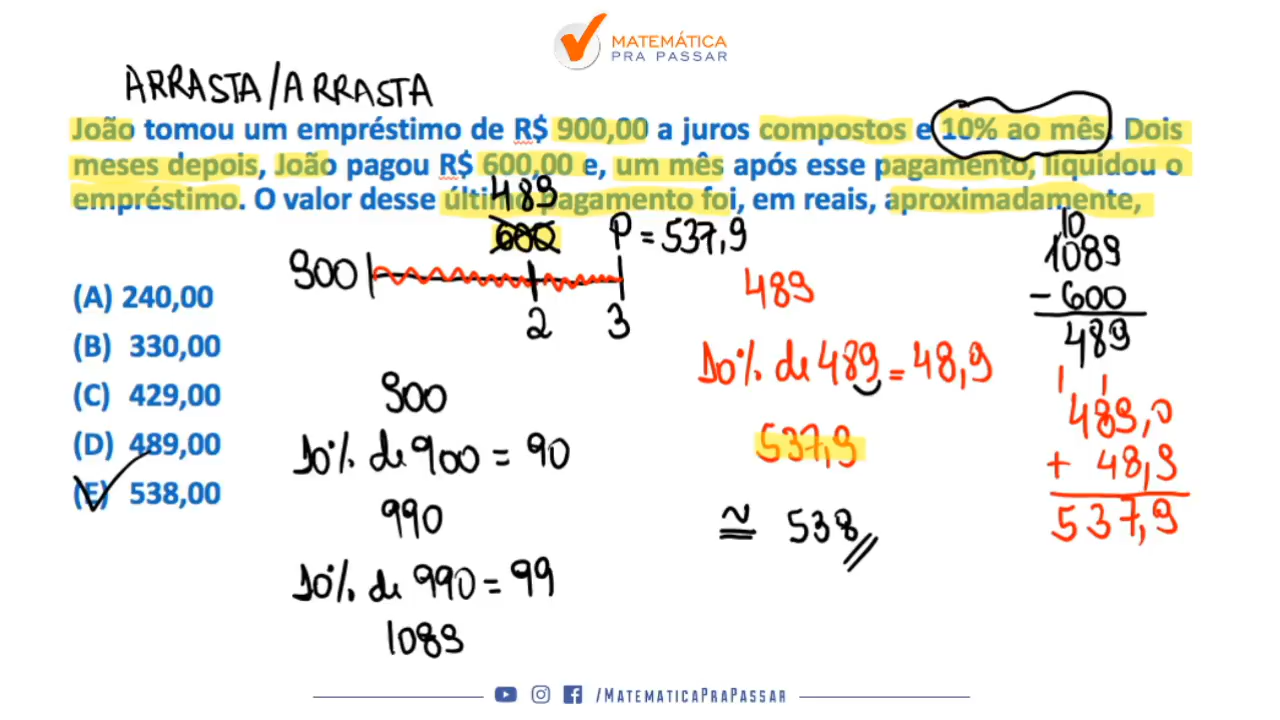 MATEMÁTICA
PRA PASSAR
ARRASTA/ARRASTA
João tomou um empréstimo de R$ 900,00 a juros compostos e 10% ao mês. Dois
meses depois, João pagou R$ 600,00 e, um mês após esse pagamento, liquidou o
empréstimo. O valor desse último pagamento foi, em reais, aproximadamente,
489
600
P = 537,9
900
2
3
(A) 240,00
(B) 330,00
(C) 429,00
(D) 489,00
(E) 538,00
900
10% de 900 = 90
990
10% de 990 = 99
1089
489
10% de 489 = 48,9
537,9
≅ 538//
10
1089
- 600
489
1 1
489,0
+ 48,9
537,9
/MATEMATICAPRAPASSAR